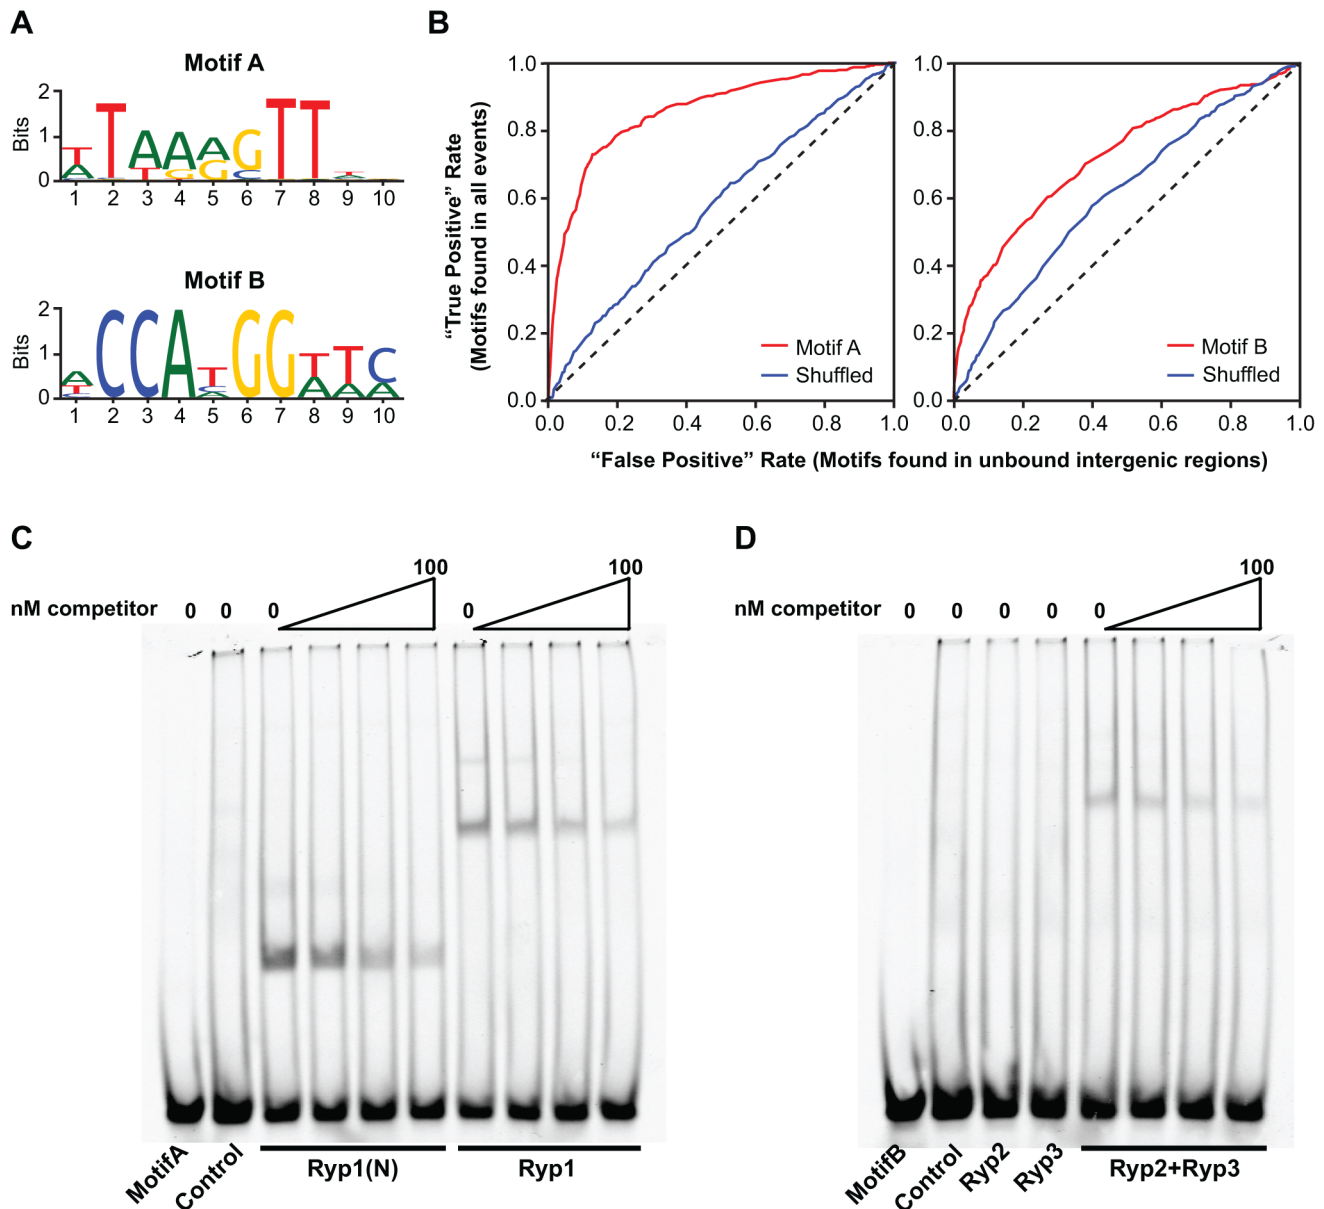 A
Motif A
Bits
2
1
0
T A
T
A T
A G
A G
G C
T
T
T A
1 2 3 4 5 6 7 8 9 10
Motif B
Bits
2
1
0
A T C
C
C
A
T C A
G
G
T A
T A
C A
1 2 3 4 5 6 7 8 9 10
B
“True Positive” Rate
(Motifs found in all events)
1.0
0.8
0.6
0.4
0.2
0.0
Motif A
Shuffled
0.0 0.2 0.4 0.6 0.8 1.0
1.0
0.8
0.6
0.4
0.2
0.0
Motif B
Shuffled
0.0 0.2 0.4 0.6 0.8 1.0
“False Positive” Rate (Motifs found in unbound intergenic regions)
C
100 100
nM competitor 0 0 0 0
MotifA Control Ryp1(N) Ryp1
D
100
nM competitor 0 0 0 0 0
MotifB Control Ryp2 Ryp3 Ryp2+Ryp3